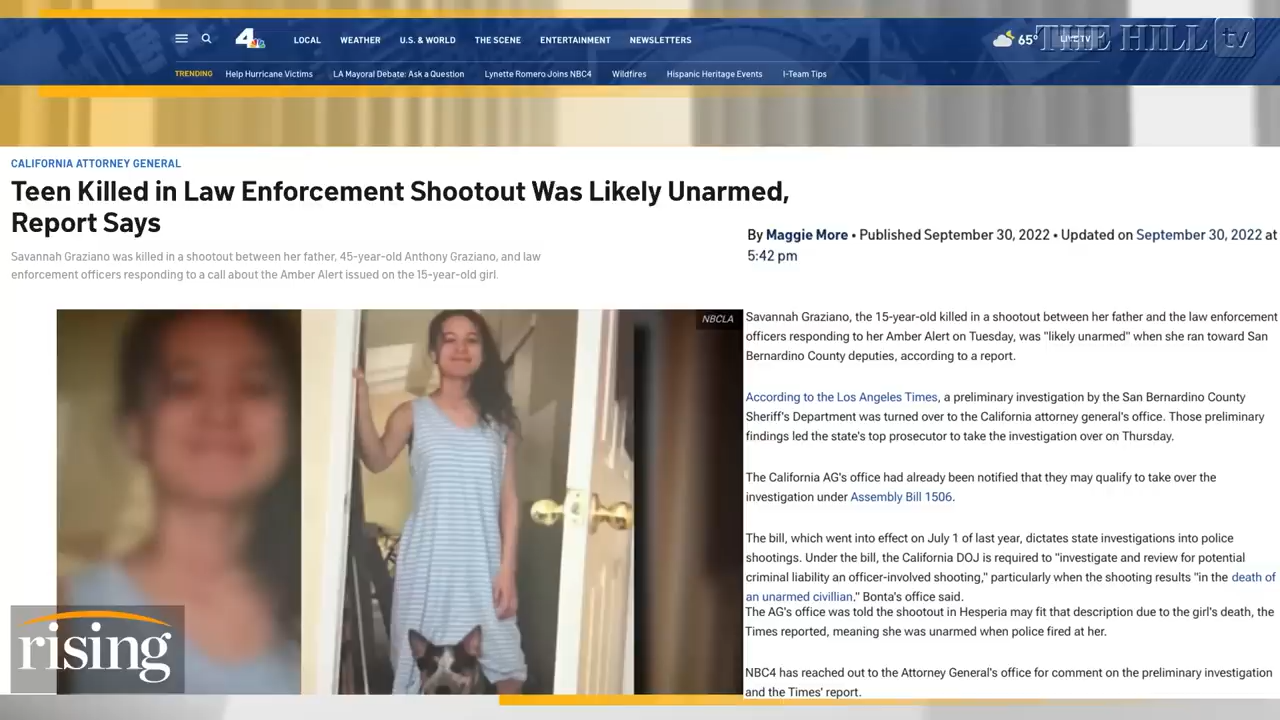 4
LOCAL WEATHER U.S. & WORLD THE SCENE ENTERTAINMENT NEWSLETTERS
65°
THE HILL tv
TRENDING Help Hurricane Victims LA Mayoral Debate: Ask a Question Lynette Romero Joins NBC4 Wildfires Hispanic Heritage Events I-Team Tips
CALIFORNIA ATTORNEY GENERAL
Teen Killed in Law Enforcement Shootout Was Likely Unarmed,
Report Says
Savannah Graziano was killed in a shootout between her father, 45-year-old Anthony Graziano, and law
enforcement officers responding to a call about the Amber Alert issued on the 15-year-old girl.
By Maggie More • Published September 30, 2022 • Updated on September 30, 2022 at
5:42 pm
NBCLA
Savannah Graziano, the 15-year-old killed in a shootout between her father and the law enforcement
officers responding to her Amber Alert on Tuesday, was "likely unarmed" when she ran toward San
Bernardino County deputies, according to a report.
According to the Los Angeles Times, a preliminary investigation by the San Bernardino County
Sheriff's Department was turned over to the California attorney general's office. Those preliminary
findings led the state's top prosecutor to take the investigation over on Thursday.
The California AG's office had already been notified that they may qualify to take over the
investigation under Assembly Bill 1506.
The bill, which went into effect on July 1 of last year, dictates state investigations into police
shootings. Under the bill, the California DOJ is required to "investigate and review for potential
criminal liability an officer-involved shooting," particularly when the shooting results "in the death of
an unarmed civillian." Bonta's office said.
The AG's office was told the shootout in Hesperia may fit that description due to the girl's death, the
Times reported, meaning she was unarmed when police fired at her.
NBC4 has reached out to the Attorney General's office for comment on the preliminary investigation
and the Times' report.
rising